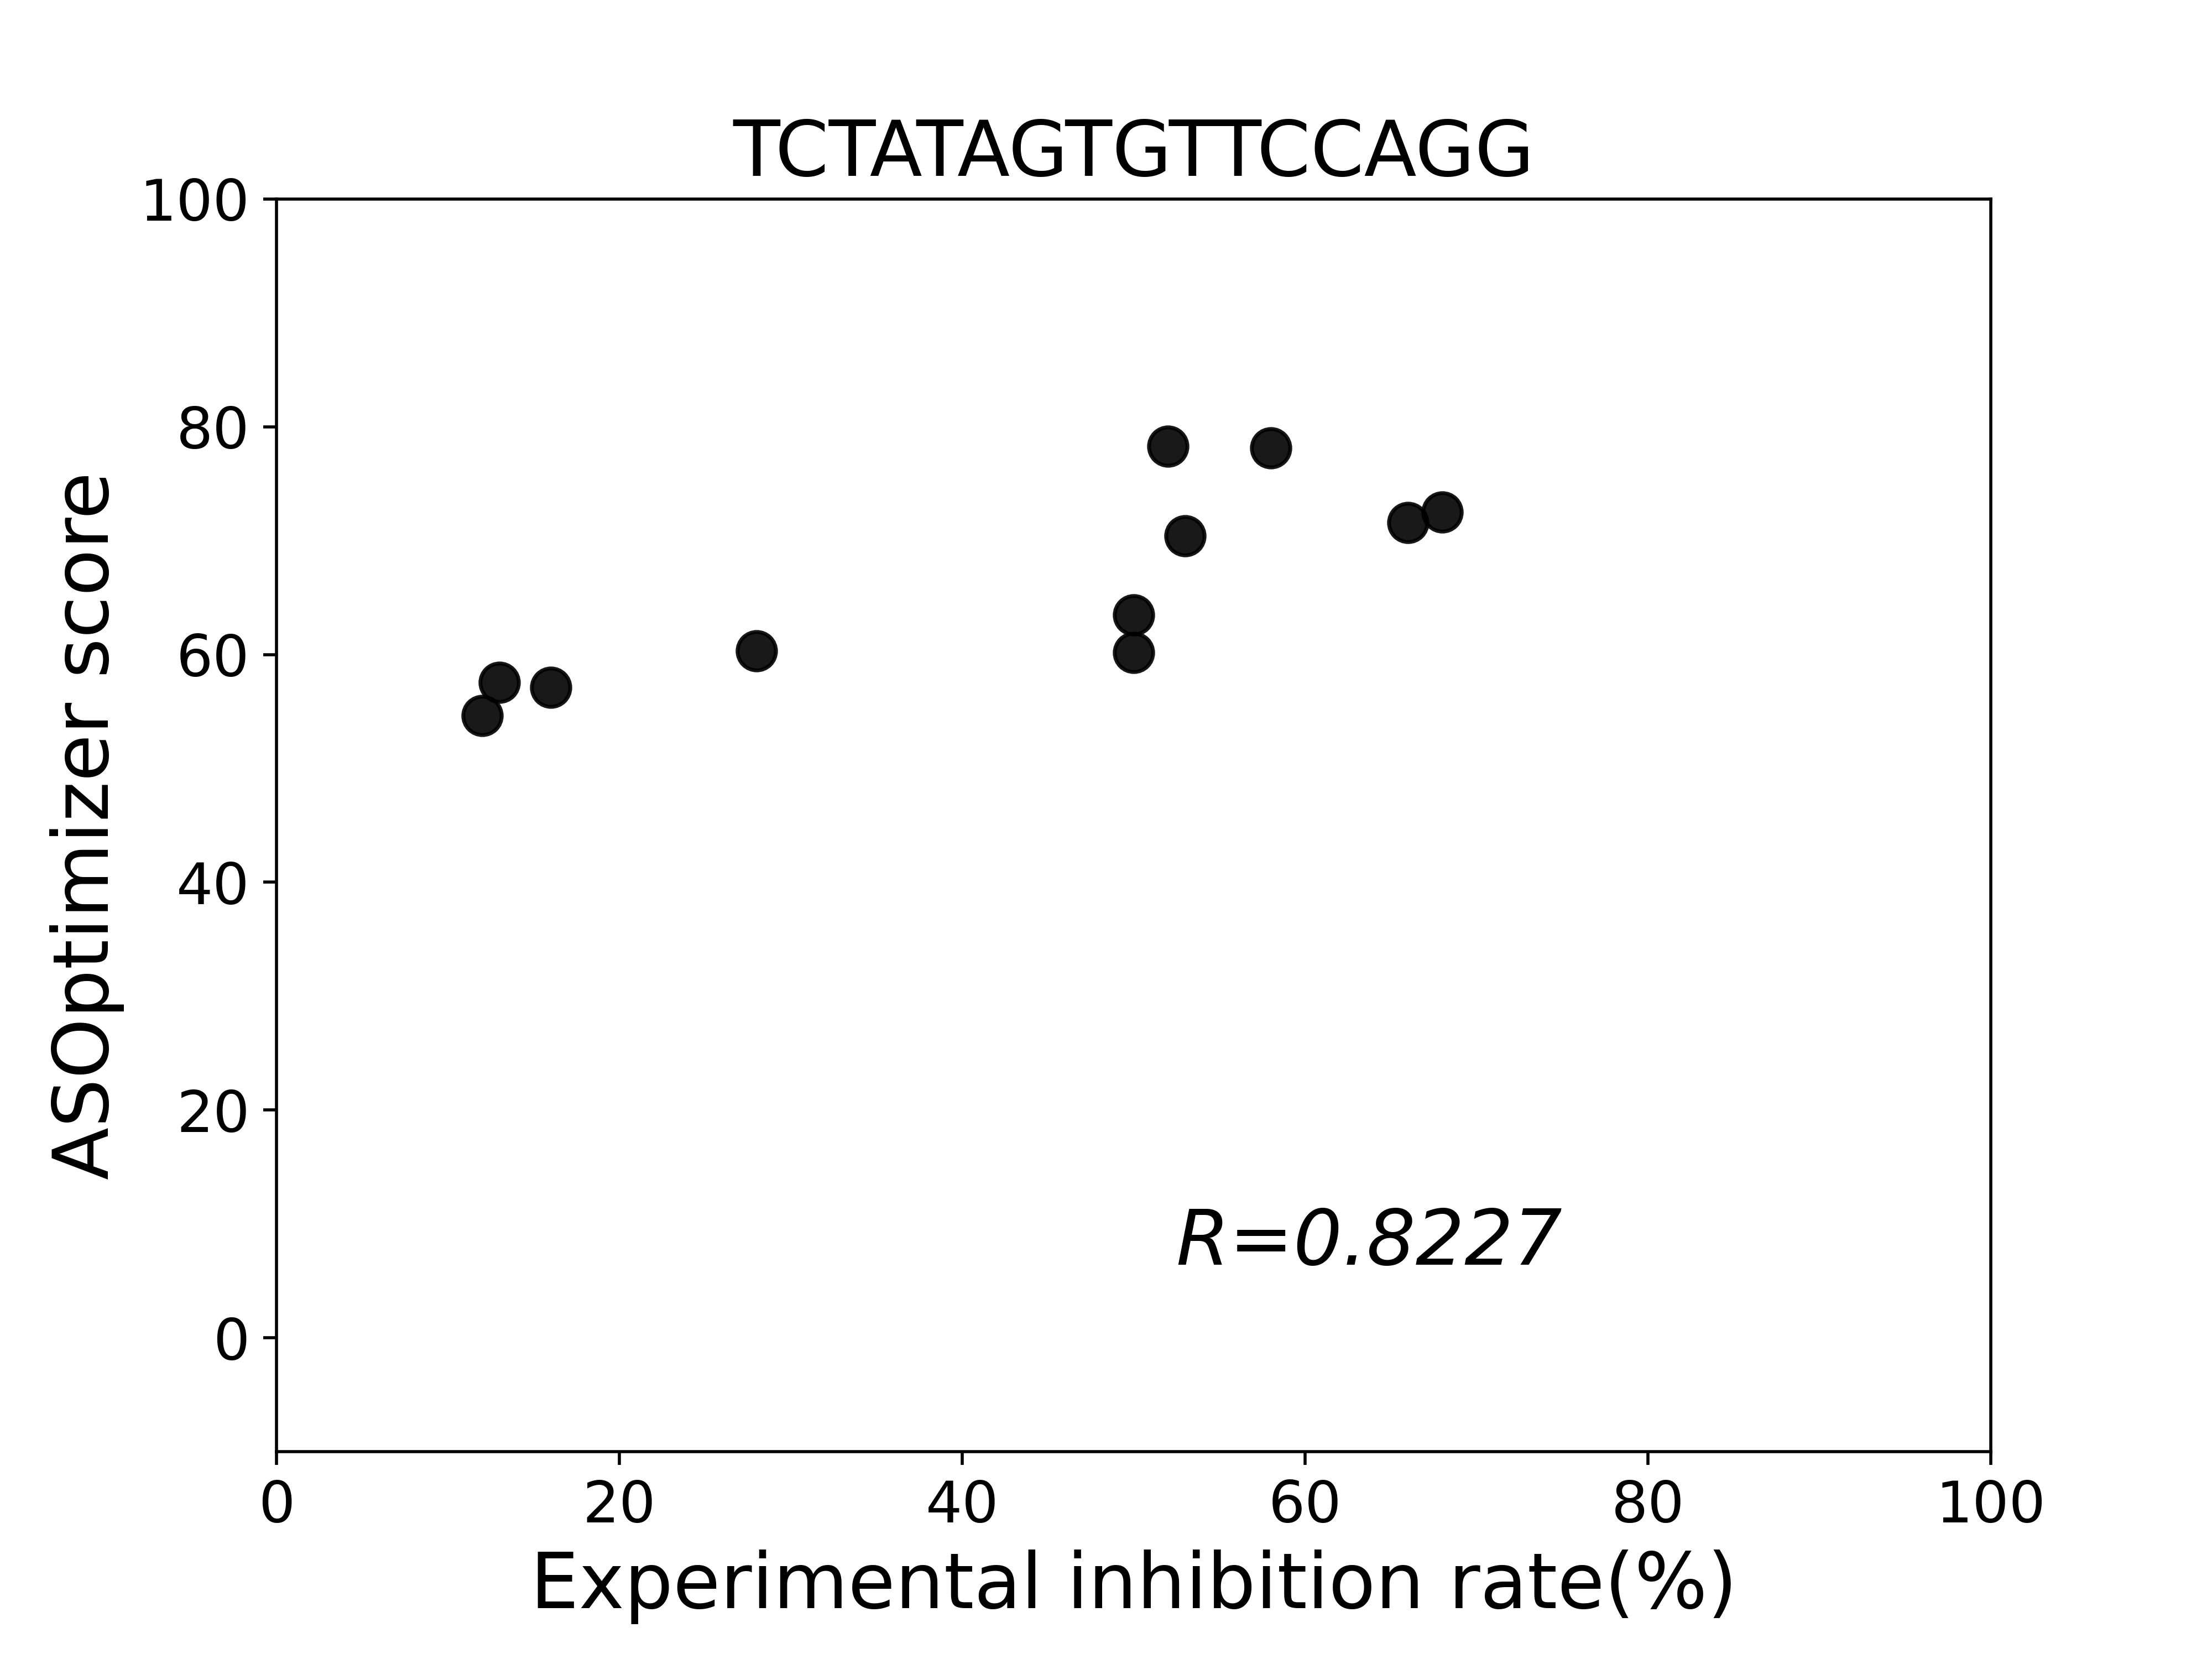 TCTATAGTGTTCCAGG
100
80
60
40
20
0
ASOptimizer score
R=0.8227
0 20 40 60 80 100
Experimental inhibition rate(%)